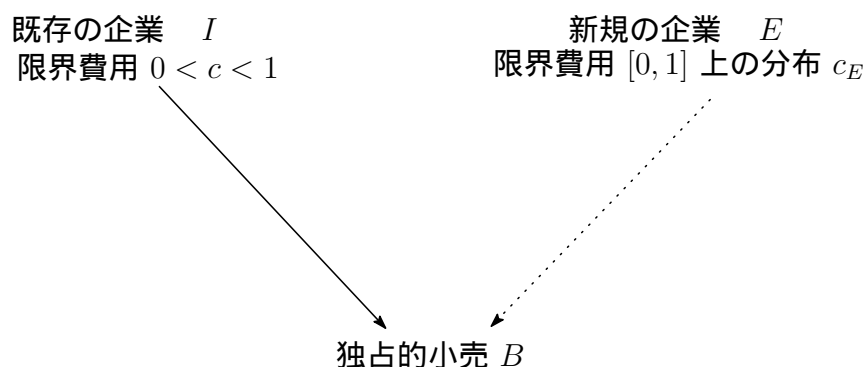 既存の企業 I
限界費用 0 < c < 1
新規の企業 E
限界費用 [0, 1] 上の分布 c_E
独占的小売 B